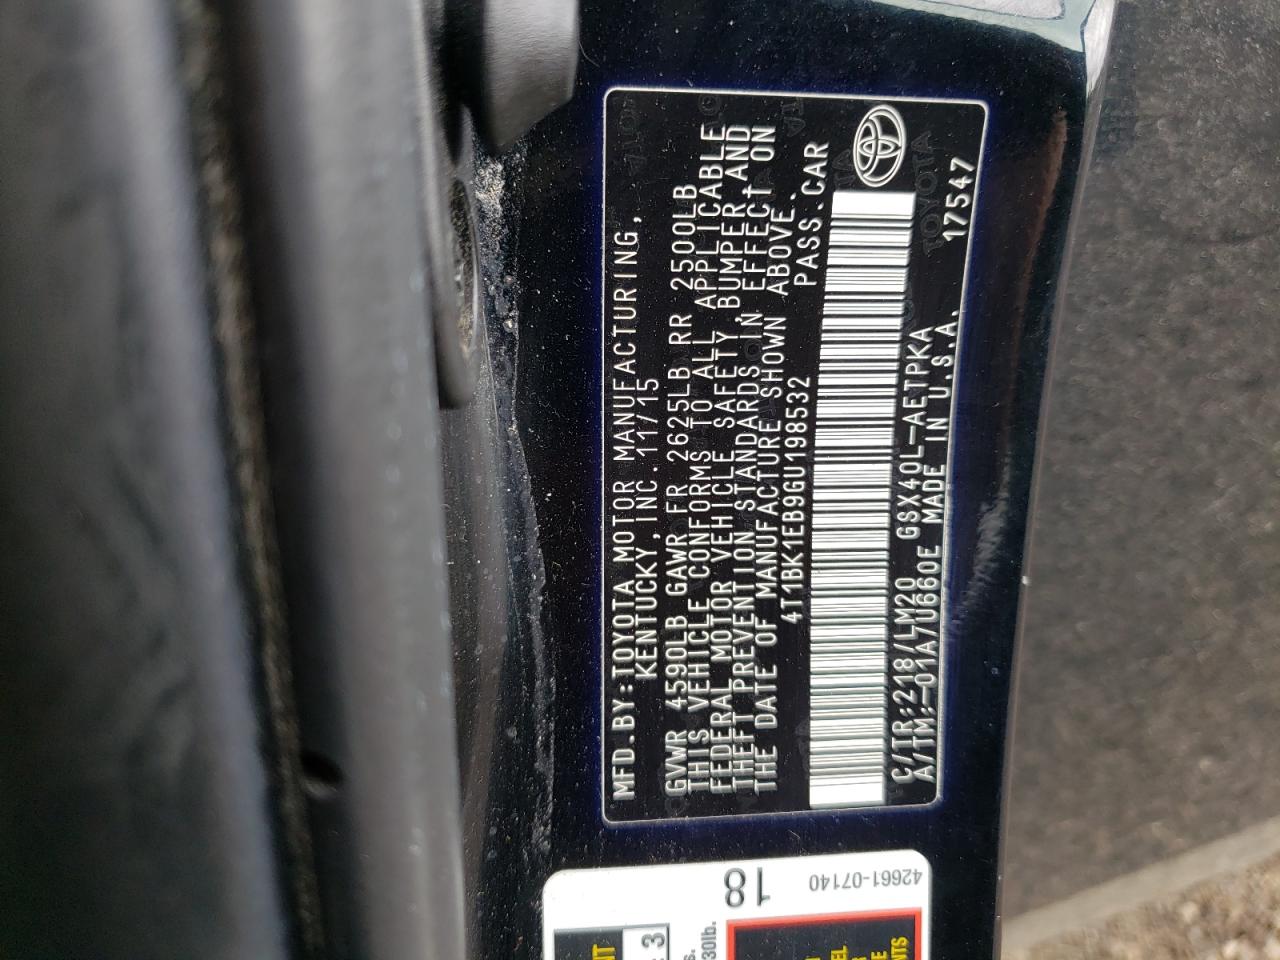 MFD.BY:TOYOTA MOTOR MANUFACTURING,
KENTUCKY, INC. 11/15
GVWR 4590LB GAWR FR 2625LB RR 2500LB
THIS VEHICLE CONFORMS TO ALL APPLICABLE
FEDERAL MOTOR VEHICLE SAFETY,BUMPER,AND
THEFT PREVENTION STANDARDS IN EFFECT ON
THE DATE OF MANUFACTURE SHOWN ABOVE.
4T1BK1EB9GU198532 PASS.CAR
C/TR:218/LM20 GSX40L-AETPKA
A/TM:-01A/U660E MADE IN U.S.A. 17547
TOYOTA
18
42661-07140
3
30lb.